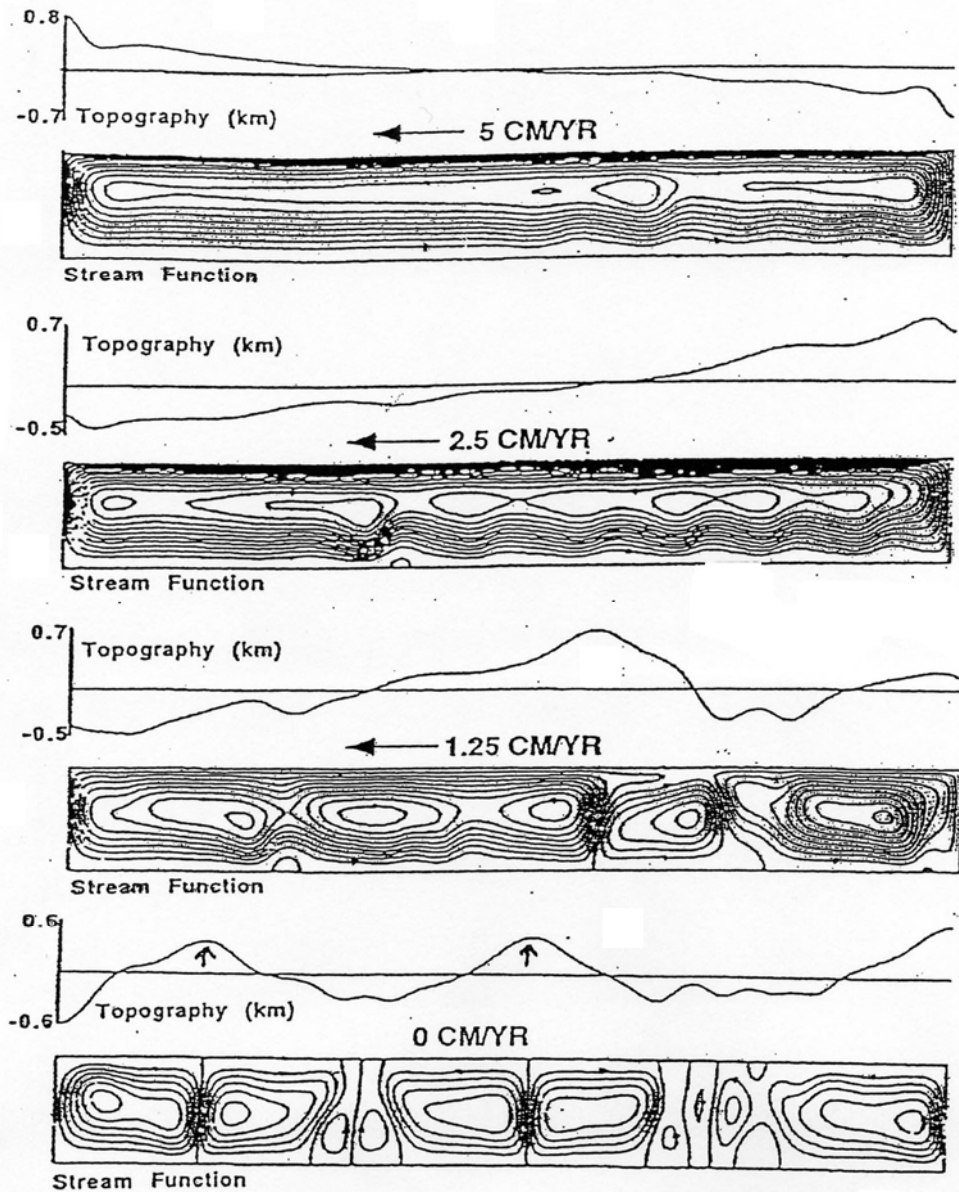 0.8
Topography (km)
-0.7
5 CM/YR
Stream Function
0.7
Topography (km)
-0.5
2.5 CM/YR
Stream Function
0.7
Topography (km)
-0.5
1.25 CM/YR
Stream Function
0.6
Topography (km)
-0.6
0 CM/YR
Stream Function